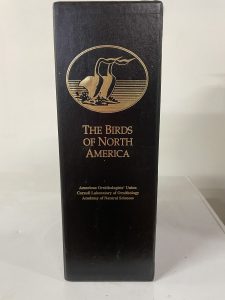 THE BIRDS
OF NORTH
AMERICA
American Ornithologists' Union
Cornell Laboratory of Ornithology
Academy of Natural Sciences